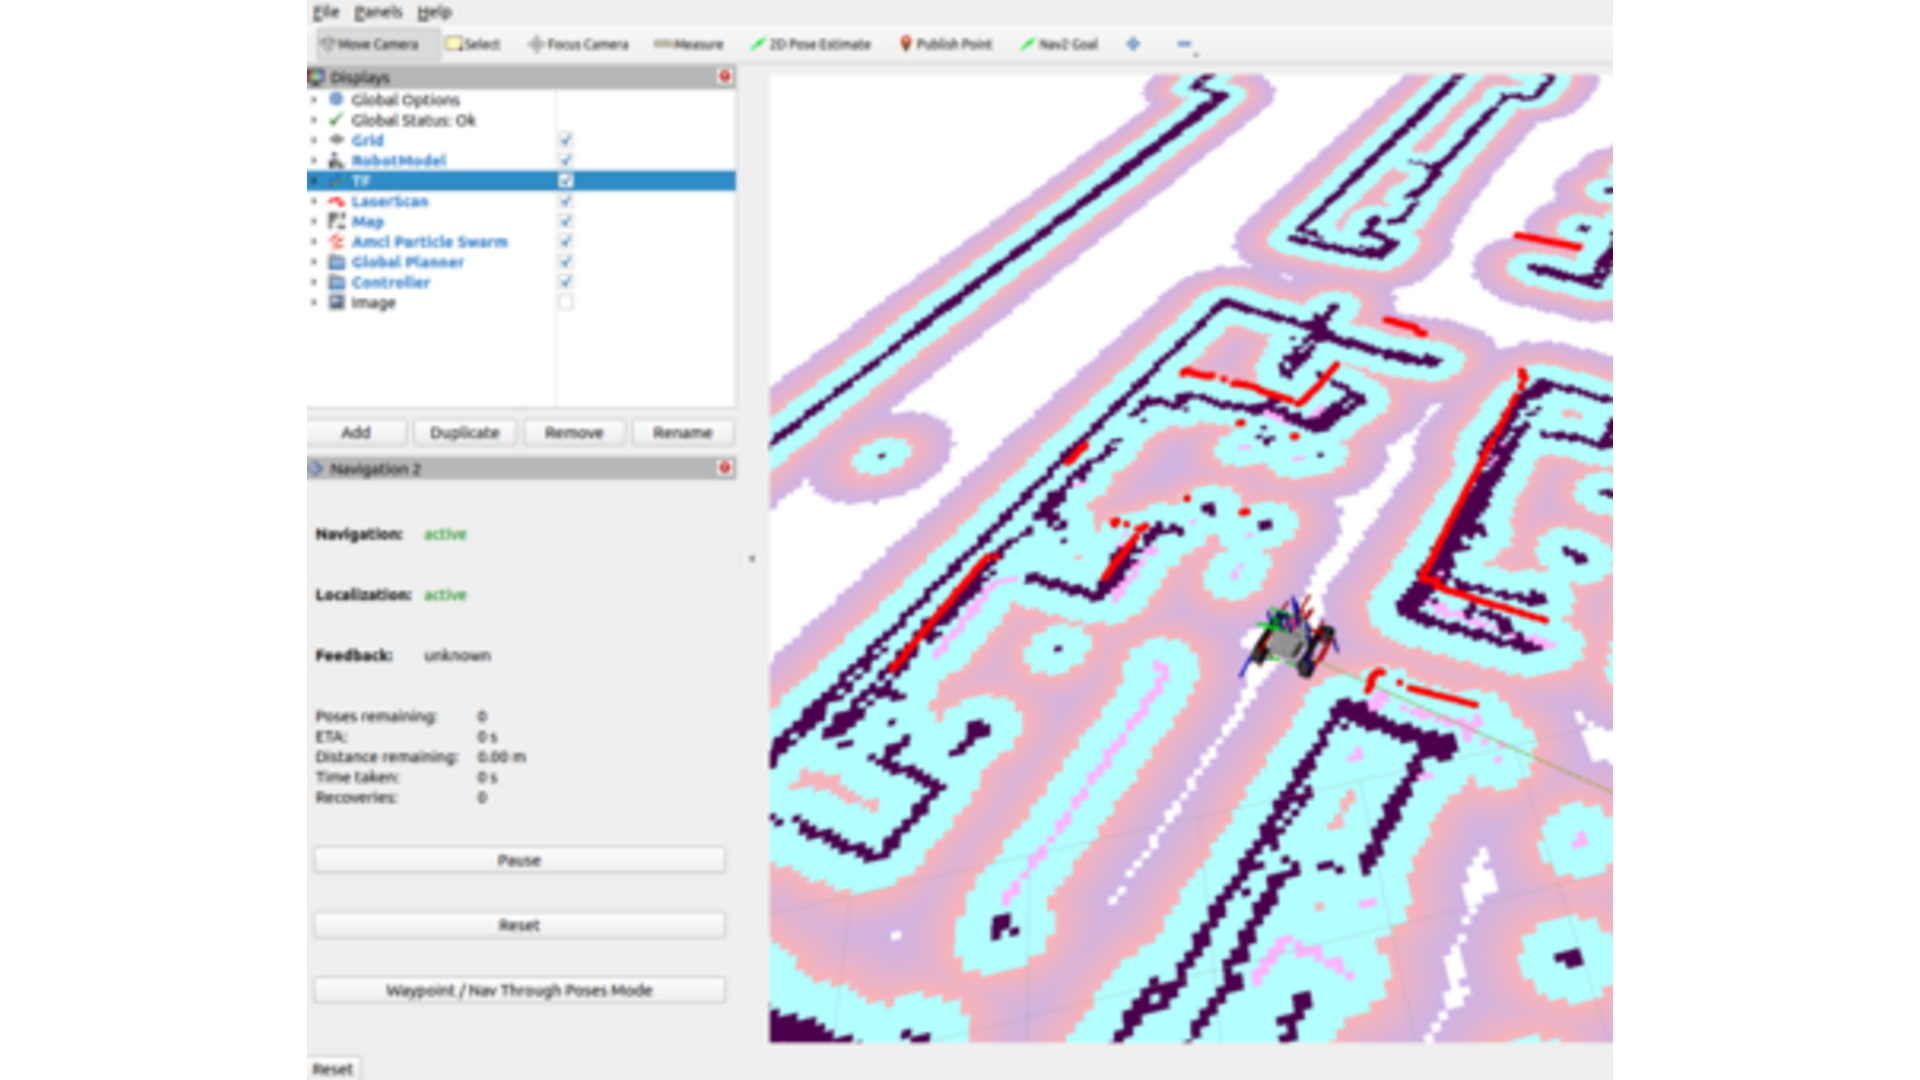 File Panels Help
Move Camera Select Focus Camera Measure 2D Pose Estimate Publish Point Nav2 Goal
Displays
Global Options
Global Status: Ok
Grid
RobotModel
TF
LaserScan
Map
Amcl Particle Swarm
Global Planner
Controller
Image
Add Duplicate Remove Rename
Navigation 2
Navigation: active
Localization: active
Feedback: unknown
Poses remaining: 0
ETA: 0 s
Distance remaining: 0.00 m
Time taken: 0 s
Recoveries: 0
Pause
Reset
Waypoint / Nav Through Poses Mode
Reset